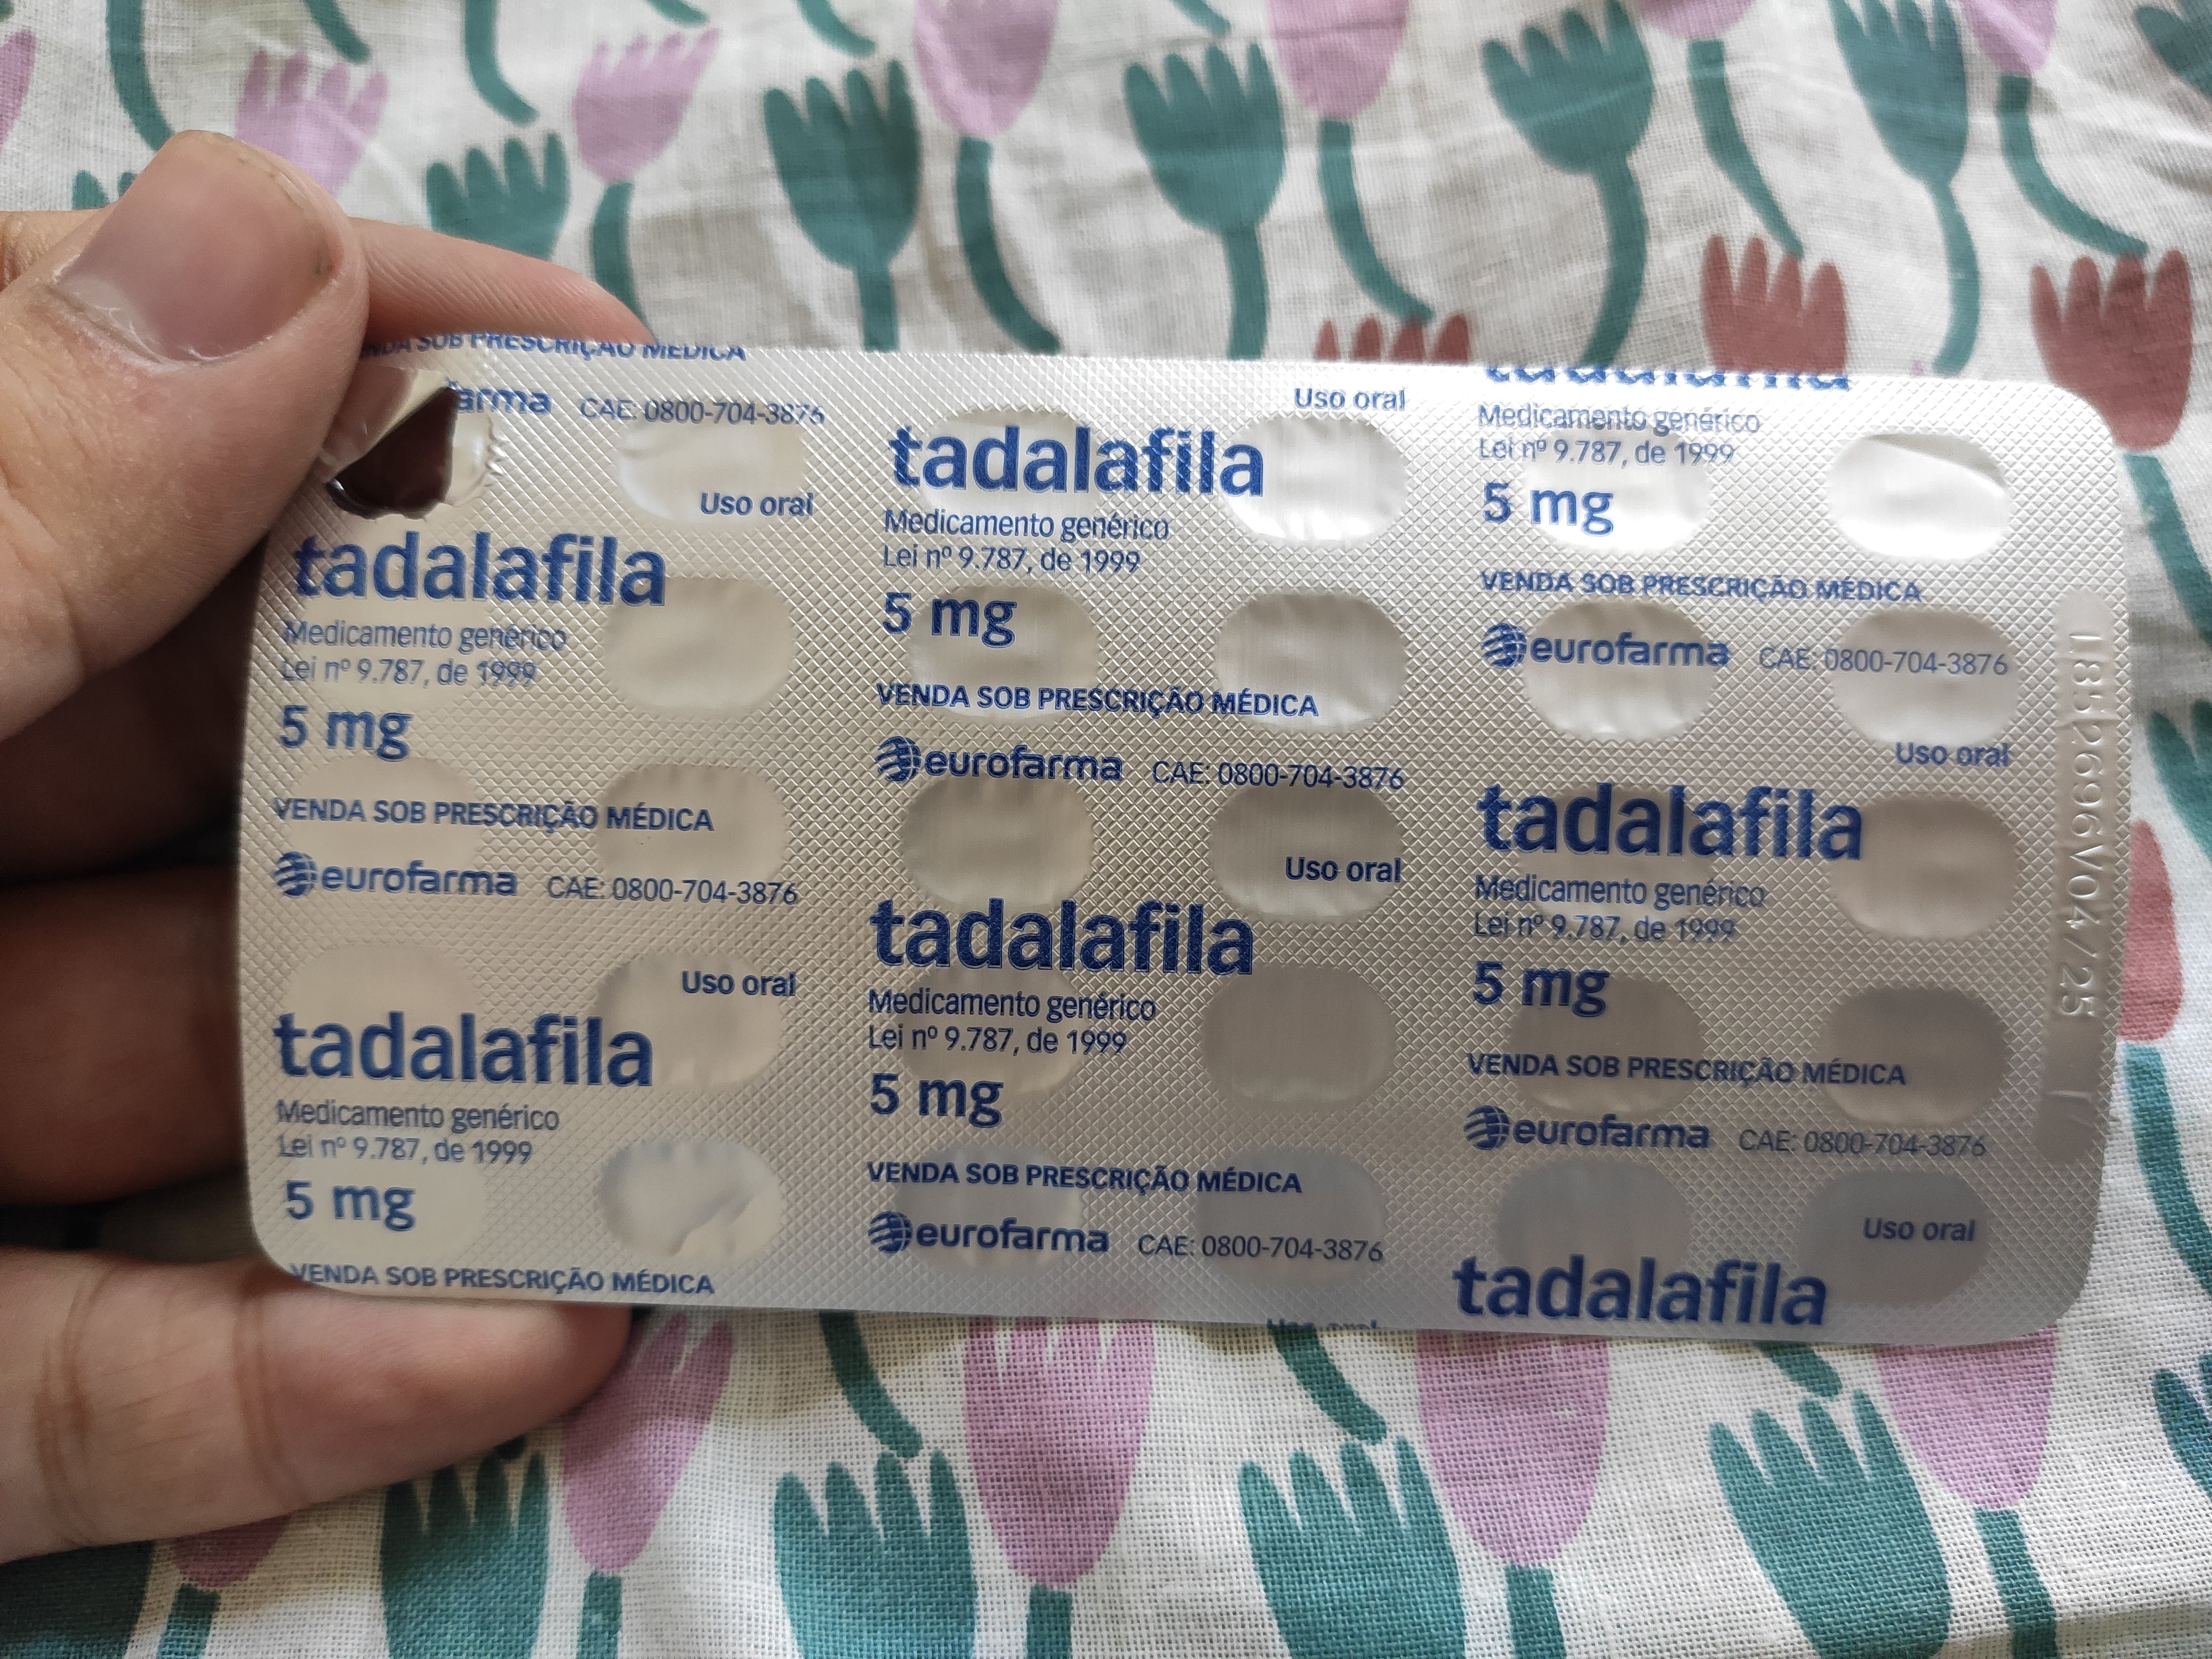 VENDA SOB PRESCRIÇÃO MÉDICA
CAE: 0800-704-3876
Uso oral
tadalafila
Medicamento genérico
Lei nº 9.787, de 1999
5 mg
VENDA SOB PRESCRIÇÃO MÉDICA
eurofarma CAE: 0800-704-3876
Uso oral
tadalafila
Medicamento genérico
Lei nº 9.787, de 1999
5 mg
VENDA SOB PRESCRIÇÃO MÉDICA
Uso oral
tadalafila
Medicamento genérico
Lei nº 9.787, de 1999
5 mg
VENDA SOB PRESCRIÇÃO MÉDICA
eurofarma CAE: 0800-704-3876
Uso oral
tadalafila
Medicamento genérico
Lei nº 9.787, de 1999
5 mg
VENDA SOB PRESCRIÇÃO MÉDICA
eurofarma CAE: 0800-704-3876
Uso oral
tadalafila
Medicamento genérico
Lei nº 9.787, de 1999
5 mg
VENDA SOB PRESCRIÇÃO MÉDICA
eurofarma CAE: 0800-704-3876
Uso oral
tadalafila
Medicamento genérico
Lei nº 9.787, de 1999
5 mg
VENDA SOB PRESCRIÇÃO MÉDICA
eurofarma CAE: 0800-704-3876
Uso oral
tadalafila